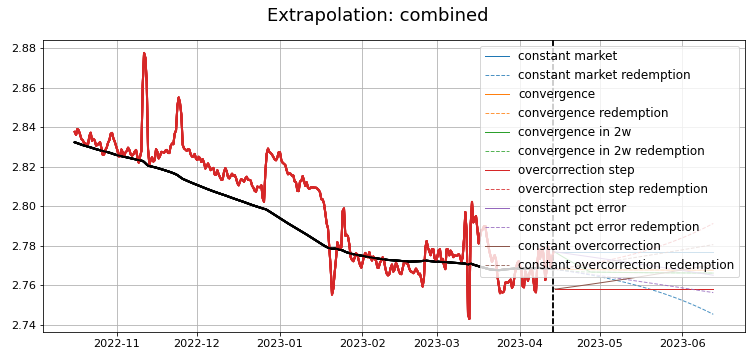 Extrapolation: combined
2.88
2.86
2.84
2.82
2.80
2.78
2.76
2.74
constant market
constant market redemption
convergence
convergence redemption
convergence in 2w
convergence in 2w redemption
overcorrection step
overcorrection step redemption
constant pct error
constant pct error redemption
constant overcorrection
constant overcorrection redemption
2022-11 2022-12 2023-01 2023-02 2023-03 2023-04 2023-05 2023-06